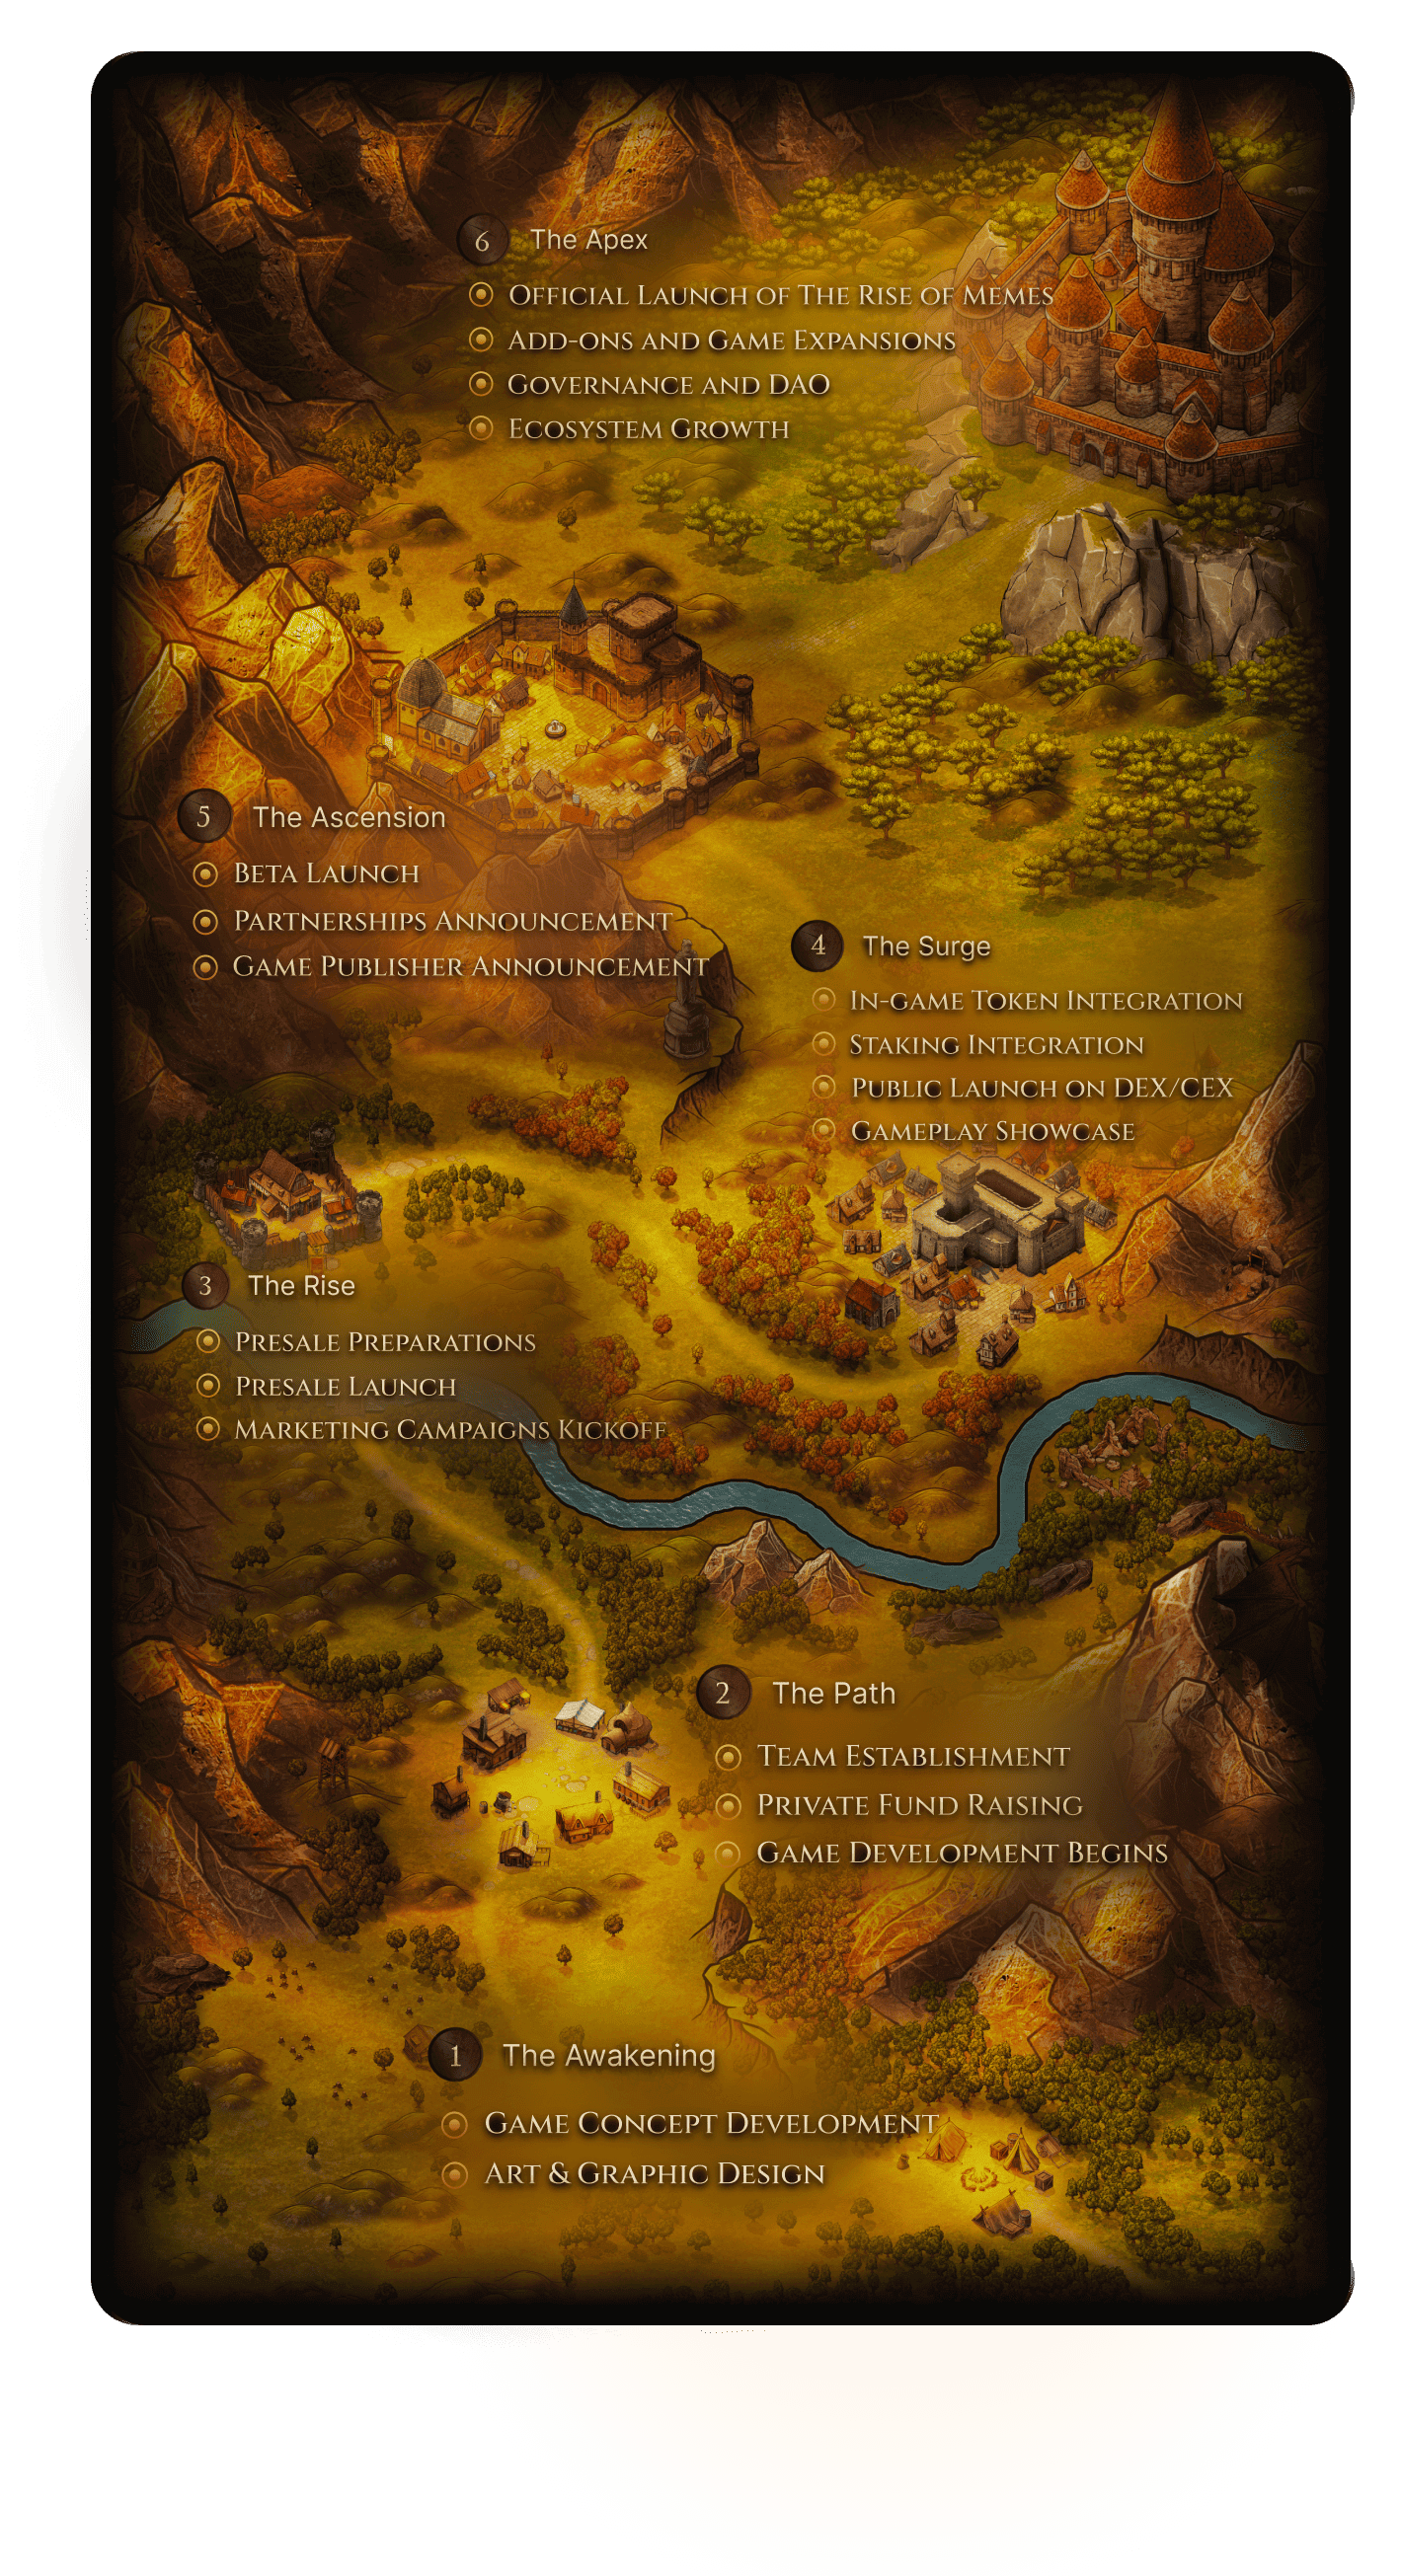 6 The Apex
Official Launch of The Rise of Memes
Add-ons and Game Expansions
Governance and DAO
Ecosystem Growth
5 The Ascension
Beta Launch
Partnerships Announcement
Game Publisher Announcement
4 The Surge
In-game Token Integration
Staking Integration
Public Launch on DEX/CEX
Gameplay Showcase
3 The Rise
Presale Preparations
Presale Launch
Marketing Campaigns Kickoff
2 The Path
Team Establishment
Private Fund Raising
Game Development Begins
1 The Awakening
Game Concept Development
Art & Graphic Design